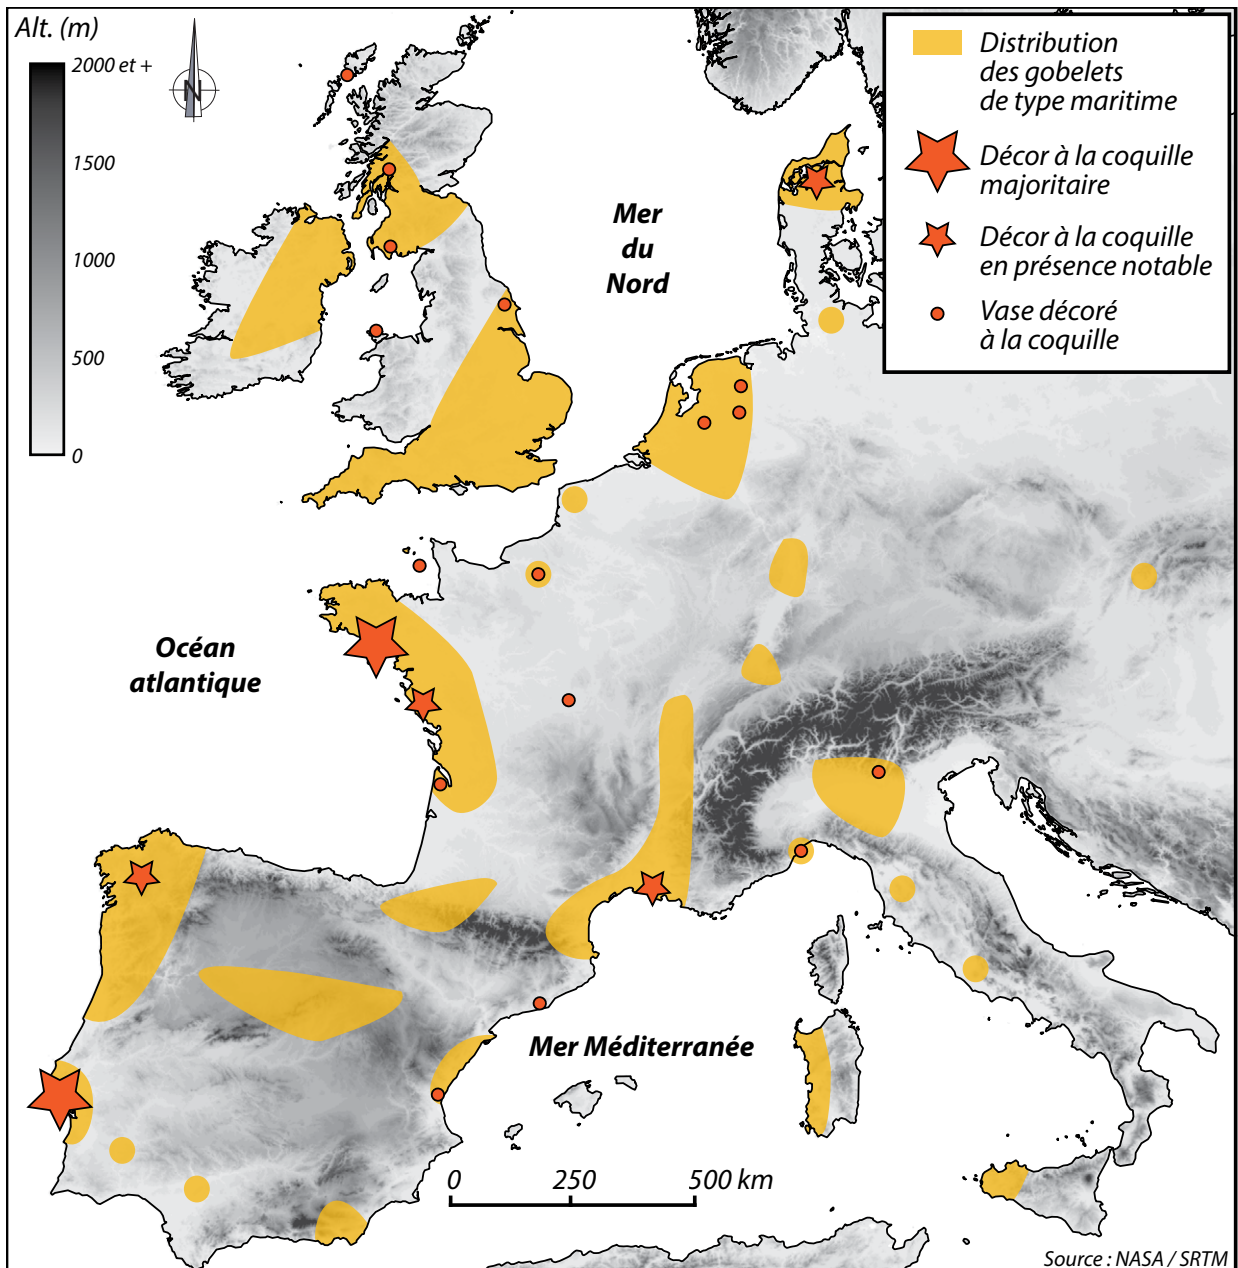 Alt. (m)
2000 et +
1500
1000
500
0
N
Distribution
des gobelets
de type maritime
Décor à la coquille
majoritaire
Décor à la coquille
en présence notable
Vase décoré
à la coquille
Mer
du
Nord
Océan
atlantique
Mer Méditerranée
0 250 500 km
Source : NASA / SRTM